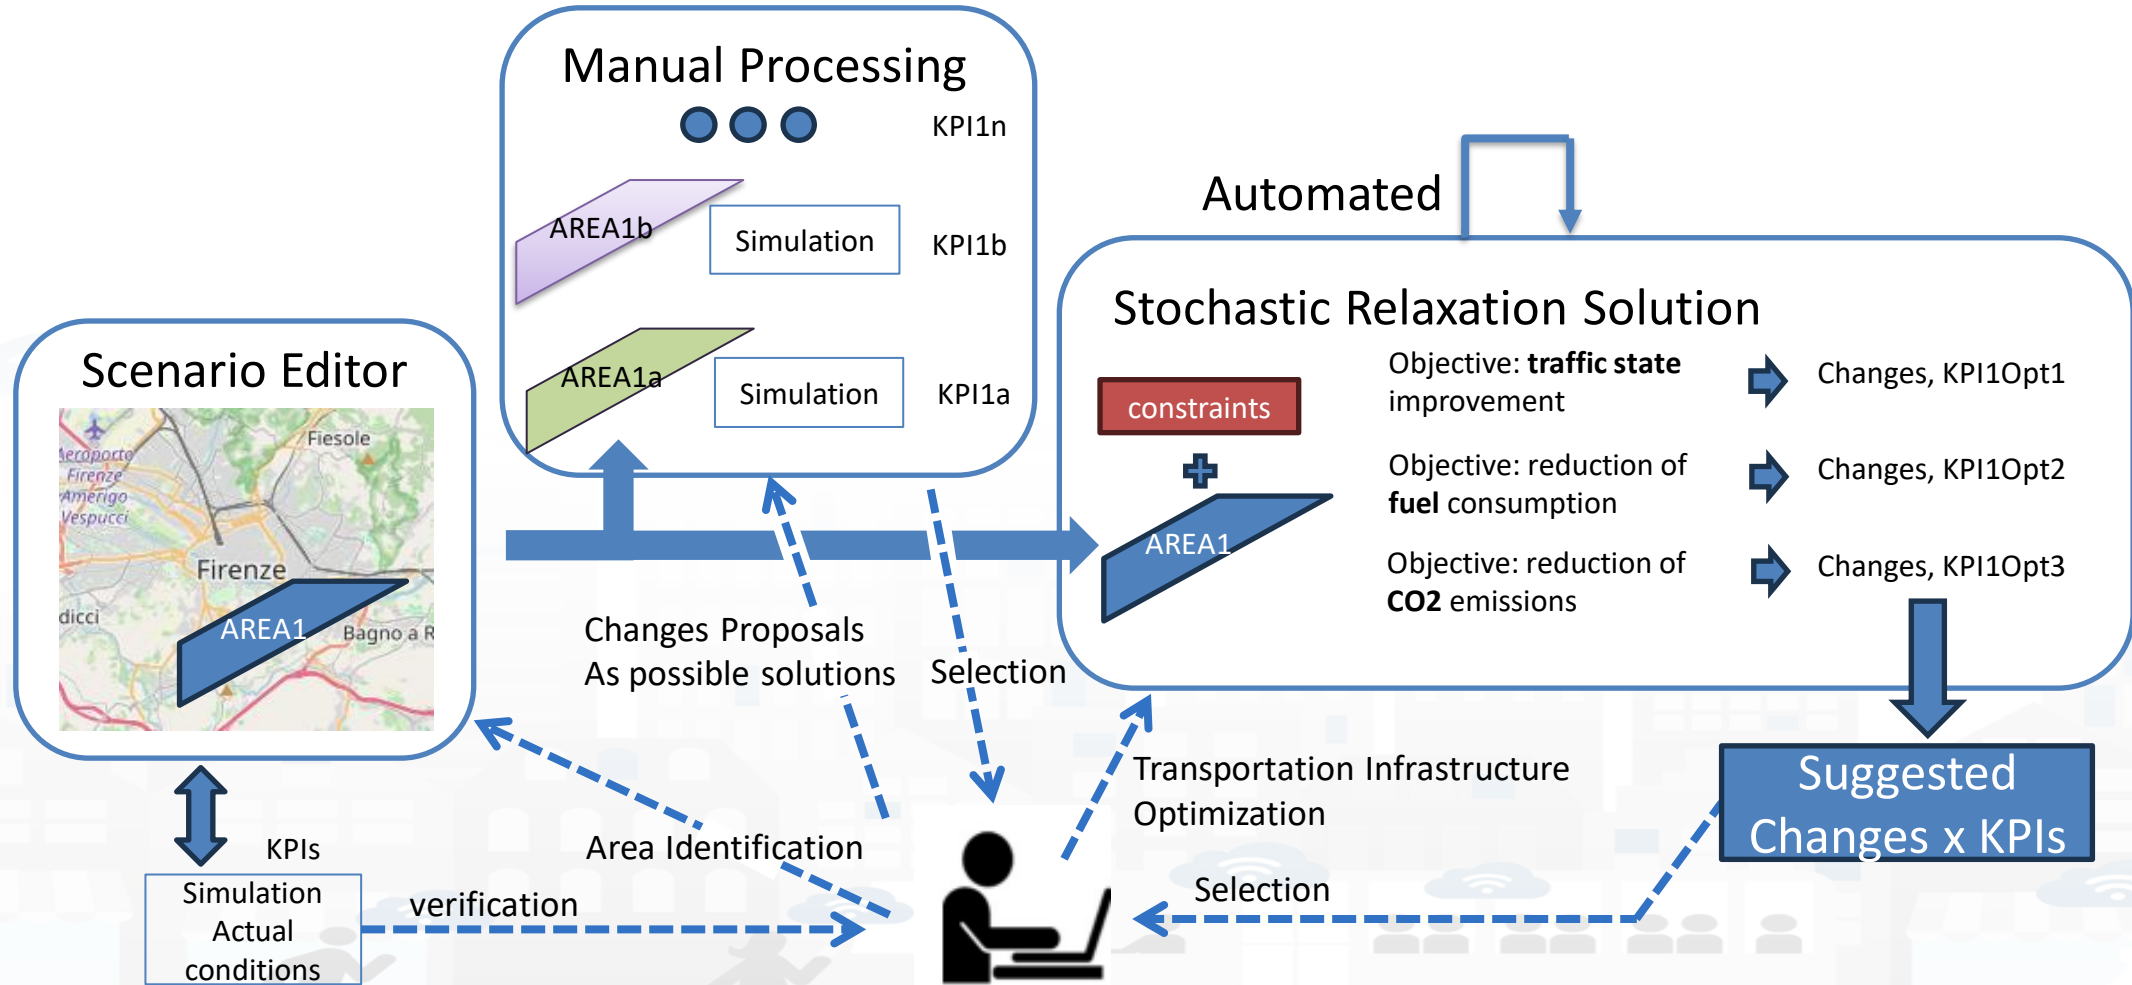 Manual Processing
KPI1n
AREA1b
Simulation
KPI1b
AREA1a
Simulation
KPI1a
Automated
Scenario Editor
Aeroporto
Firenze
Amerigo
Vespucci
Fiesole
Firenze
dicci
AREA1
Bagno a R
KPIs
Simulation
Actual
conditions
verification
Area Identification
Changes Proposals
As possible solutions
Selection
Stochastic Relaxation Solution
constraints
AREA1
Objective: traffic state
improvement
Changes, KPI1Opt1
Objective: reduction of
fuel consumption
Changes, KPI1Opt2
Objective: reduction of
CO2 emissions
Changes, KPI1Opt3
Transportation Infrastructure
Optimization
Selection
Suggested
Changes x KPIs